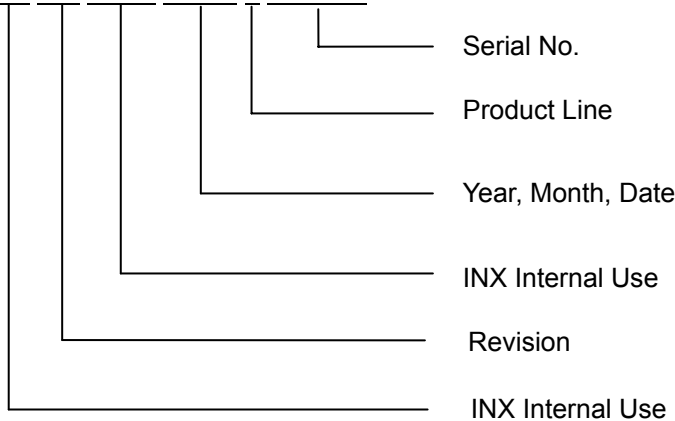 Serial No.
Product Line
Year, Month, Date
INX Internal Use
Revision
INX Internal Use